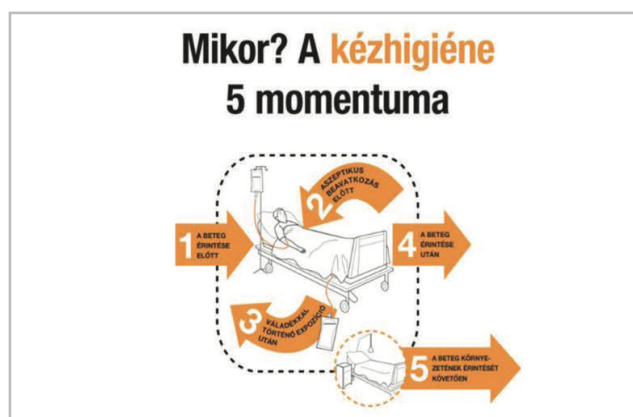 Mikor? A kézhigiéne
5 momentuma
1 A BETEG
ÉRINTÉSE
ELŐTT
2 ASZEPTIKUS
BEAVATKOZÁS
ELŐTT
3 VÁLADÉKKAL
TÖRTÉNŐ EXPOZÍCIÓ
UTÁN
4 A BETEG
ÉRINTÉSE
UTÁN
5 A BETEG KÖRNYE-
ZETÉNEK ÉRINTÉSÉT
KÖVETŐEN